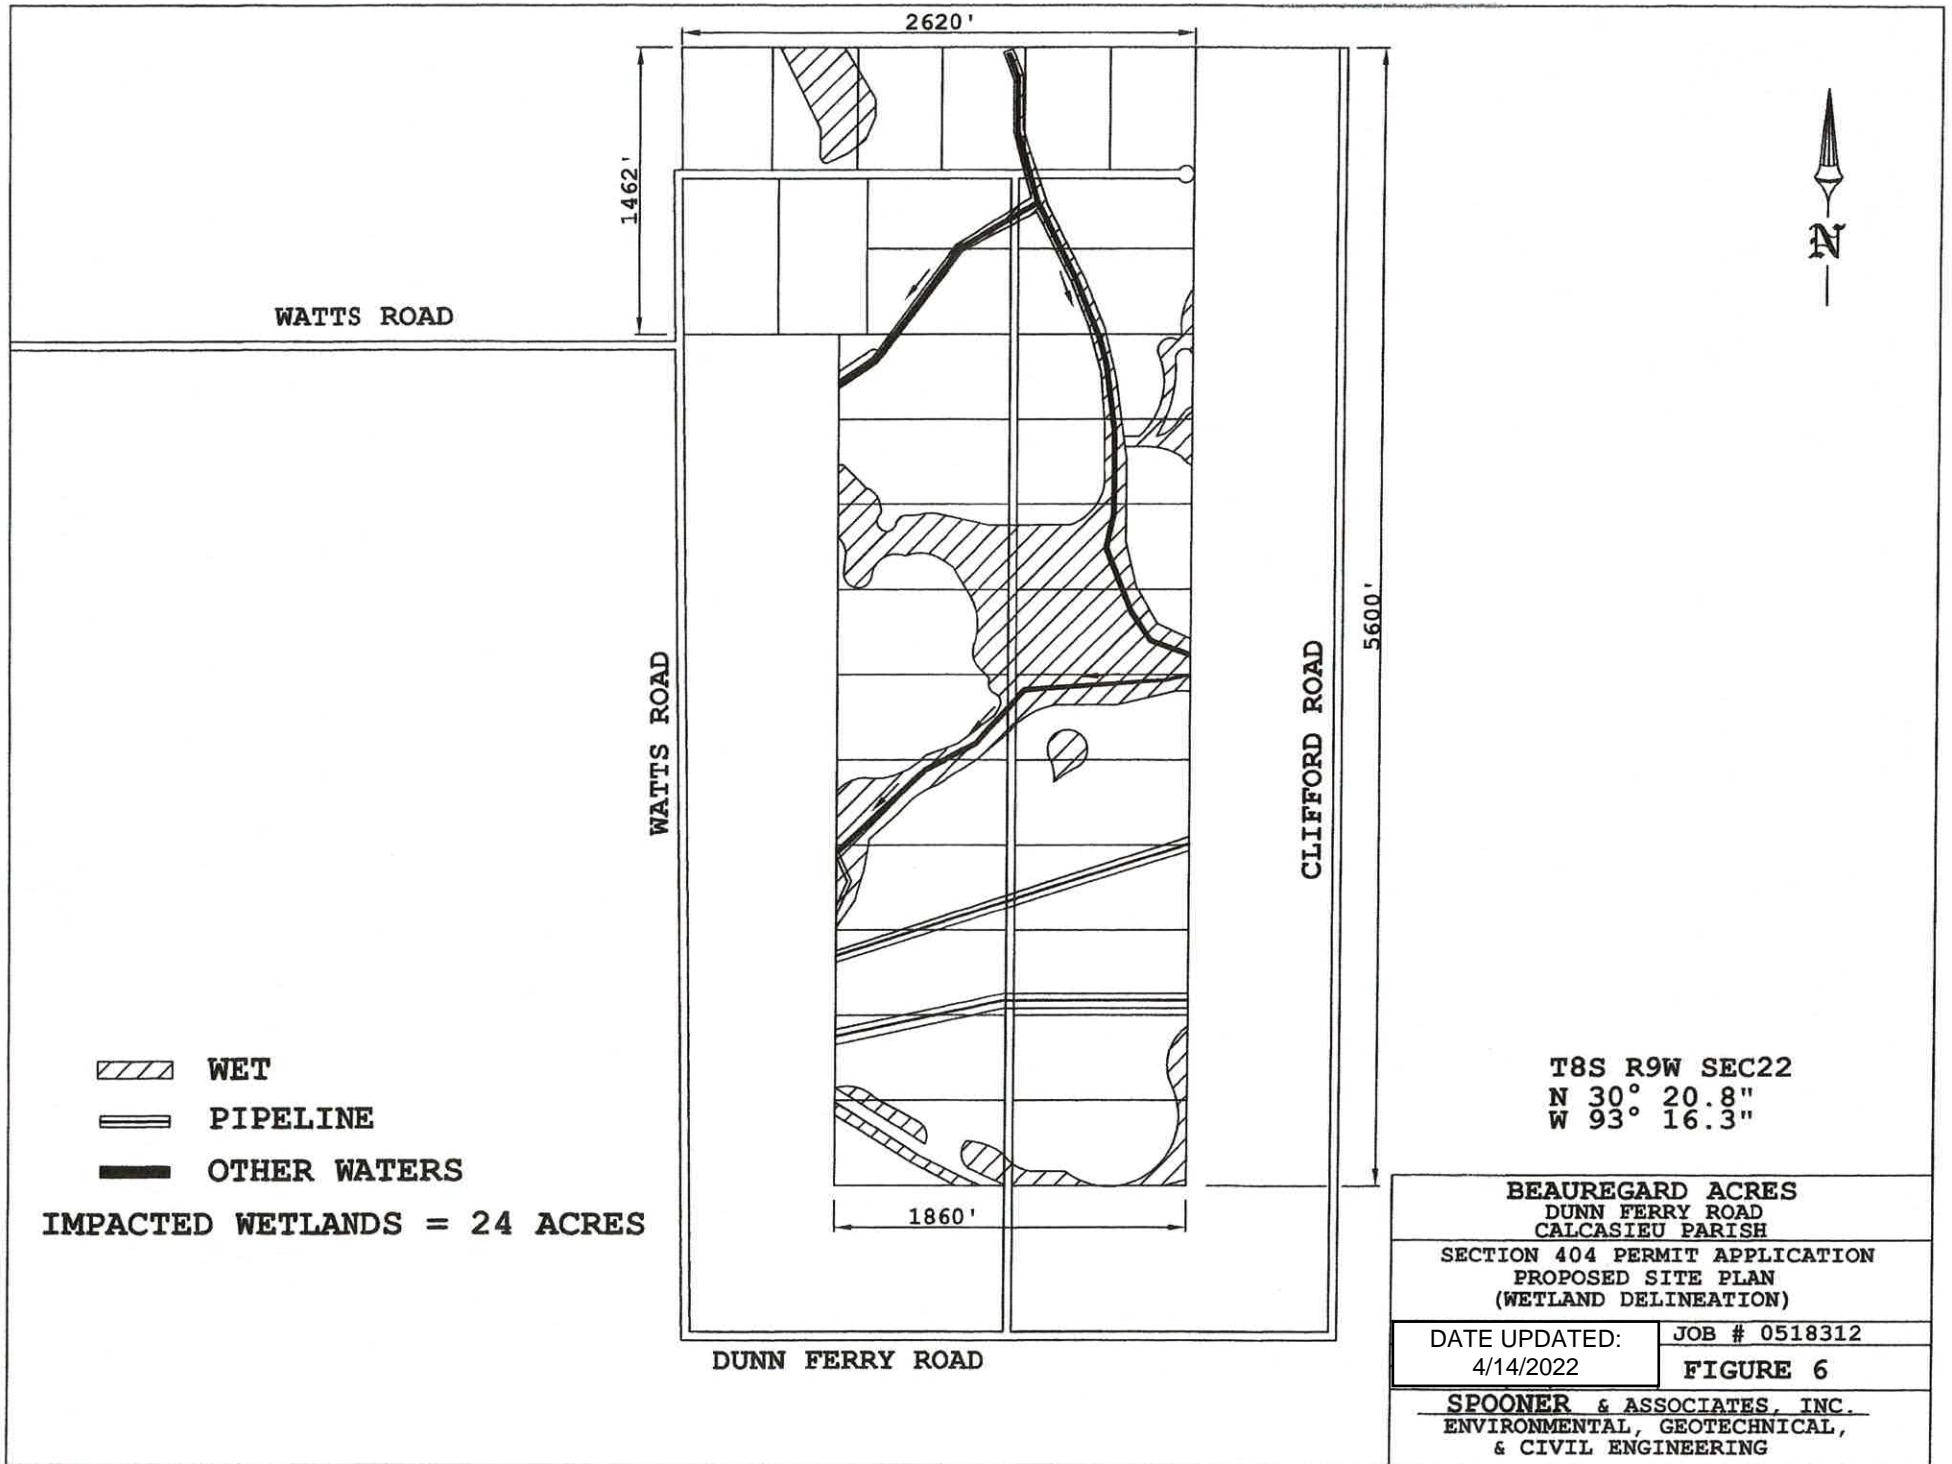 2620'
1462'
N
WATTS ROAD
5600'
WATTS ROAD
CLIFFORD ROAD
WET
PIPELINE
OTHER WATERS
IMPACTED WETLANDS = 24 ACRES
1860'
DUNN FERRY ROAD
T8S R9W SEC22
N 30° 20.8"
W 93° 16.3"
BEAUREGARD ACRES
DUNN FERRY ROAD
CALCASIEU PARISH
SECTION 404 PERMIT APPLICATION
PROPOSED SITE PLAN
(WETLAND DELINEATION)
DATE UPDATED:
4/14/2022
JOB # 0518312
FIGURE 6
SPOONER & ASSOCIATES, INC.
ENVIRONMENTAL, GEOTECHNICAL,
& CIVIL ENGINEERING